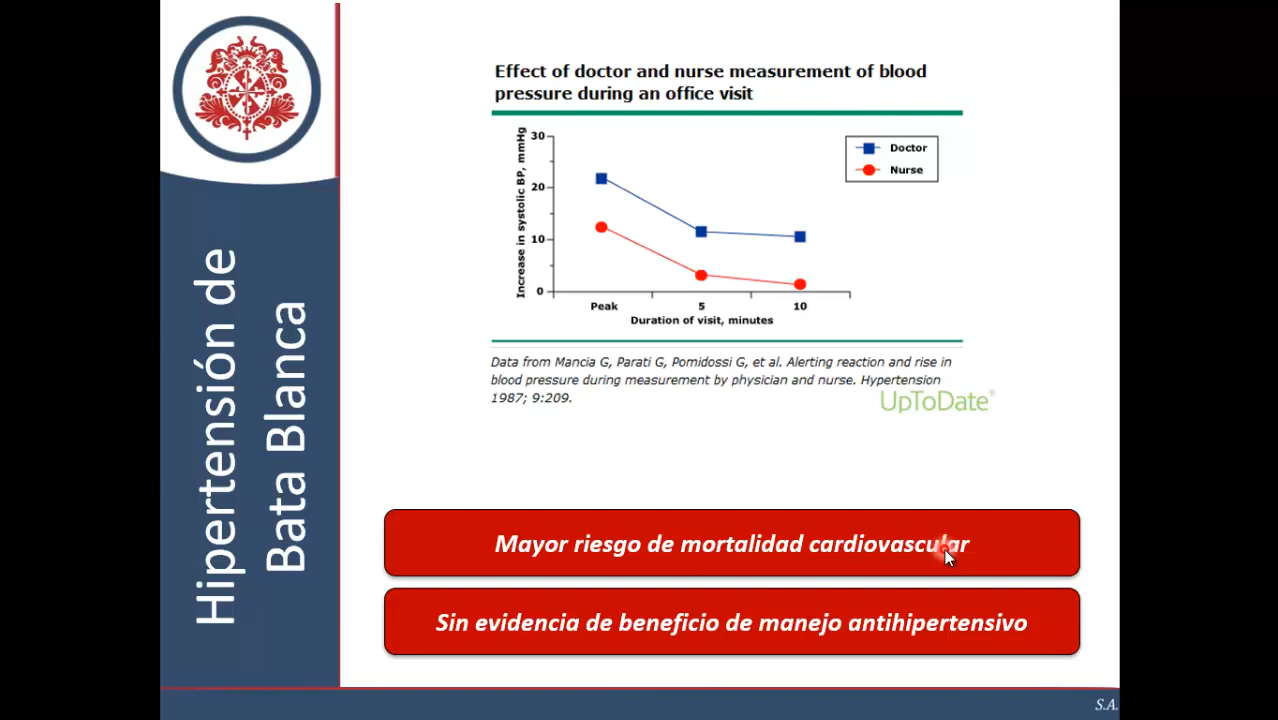 Hipertensión de
Bata Blanca
Effect of doctor and nurse measurement of blood
pressure during an office visit
Increase in systolic BP, mmHg
30
20
10
0
Doctor
Nurse
Peak
5
10
Duration of visit, minutes
Data from Mancia G, Parati G, Pomidossi G, et al. Alerting reaction and rise in
blood pressure during measurement by physician and nurse. Hypertension
1987; 9:209.
UpToDate®
Mayor riesgo de mortalidad cardiovascular
Sin evidencia de beneficio de manejo antihipertensivo
S.A.